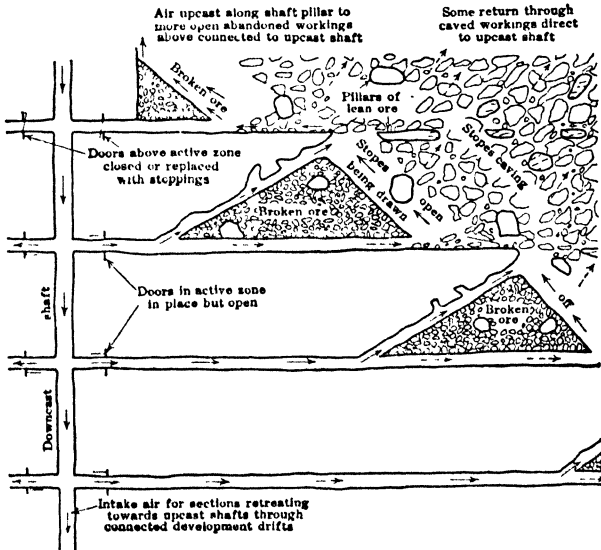 Air upcast along shaft pillar to
more open abandoned workings
above connected to upcast shaft
Some return through
caved workings direct
to upcast shaft
Broken
ore
Pillars of
lean ore
Doors above active zone
closed or replaced
with stoppings
Stopes
being drawn
open
Stopes caving
Broken ore
Doors in active zone
in place but open
off
Broken
ore
shaft
Downcast
Intake air for sections retreating
towards upcast shafts through
connected development drifts